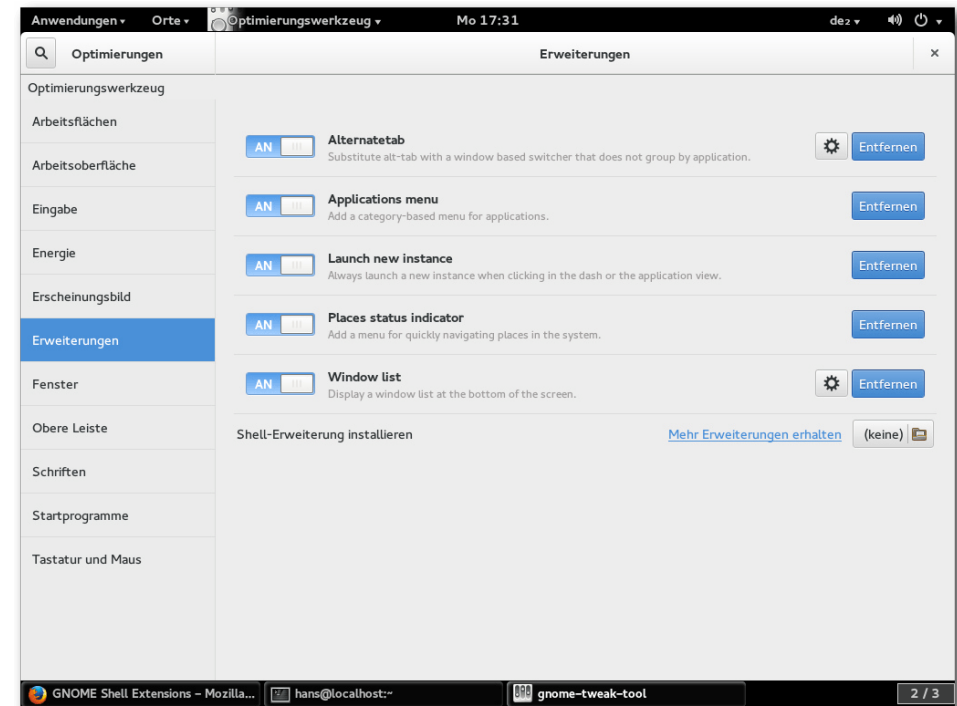 Anwendungen Orte Optimierungswerkzeug Mo 17:31 de₂
Optimierungen Erweiterungen
Optimierungswerkzeug
Arbeitsflächen
Arbeitsoberfläche
Eingabe
Energie
Erscheinungsbild
Erweiterungen
Fenster
Obere Leiste
Schriften
Startprogramme
Tastatur und Maus
AN Alternatetab Entfernen
Substitute alt-tab with a window based switcher that does not group by application.
AN Applications menu Entfernen
Add a category-based menu for applications.
AN Launch new instance Entfernen
Always launch a new instance when clicking in the dash or the application view.
AN Places status indicator Entfernen
Add a menu for quickly navigating places in the system.
AN Window list Entfernen
Display a window list at the bottom of the screen.
Shell-Erweiterung installieren Mehr Erweiterungen erhalten (keine)
GNOME Shell Extensions – Mozilla... hans@localhost:~ gnome-tweak-tool 2 / 3